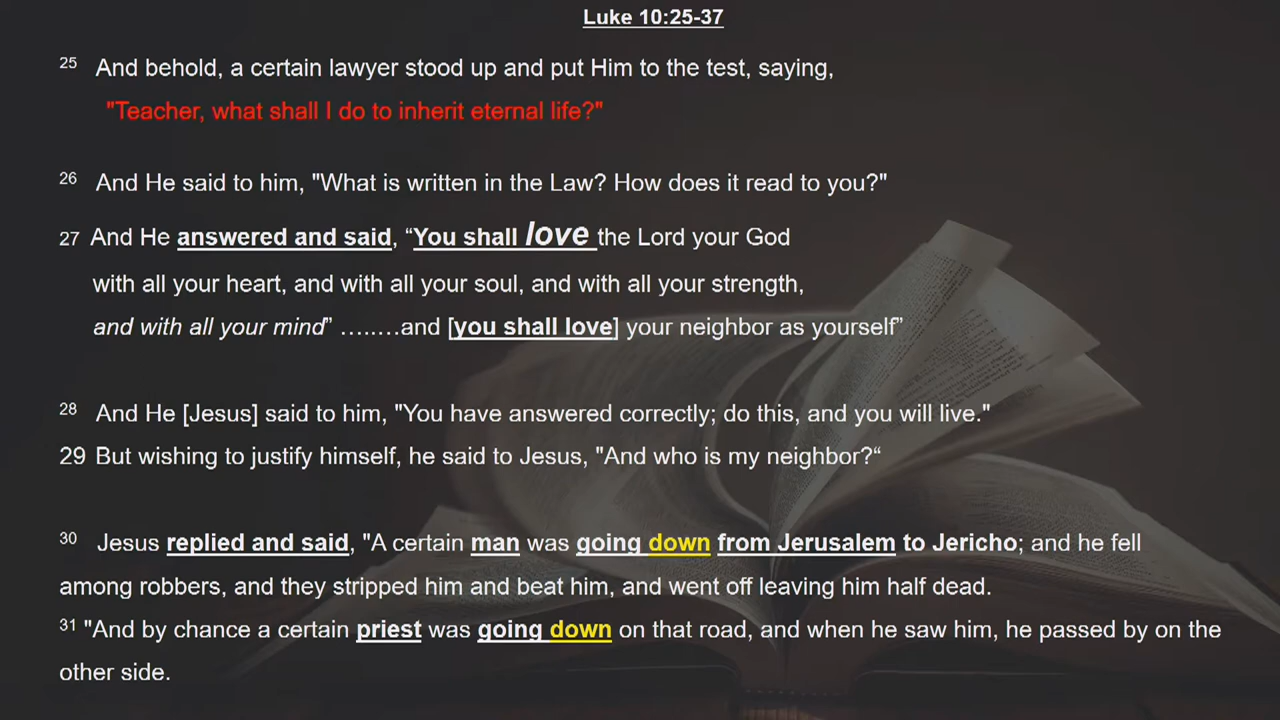 Luke 10:25-37
25 And behold, a certain lawyer stood up and put Him to the test, saying,
"Teacher, what shall I do to inherit eternal life?"
26 And He said to him, "What is written in the Law? How does it read to you?"
27 And He answered and said, “You shall love the Lord your God
with all your heart, and with all your soul, and with all your strength,
and with all your mind” ........and [you shall love] your neighbor as yourself”
28 And He [Jesus] said to him, "You have answered correctly; do this, and you will live."
29 But wishing to justify himself, he said to Jesus, "And who is my neighbor?“
30 Jesus replied and said, "A certain man was going down from Jerusalem to Jericho; and he fell
among robbers, and they stripped him and beat him, and went off leaving him half dead.
31 "And by chance a certain priest was going down on that road, and when he saw him, he passed by on the
other side.